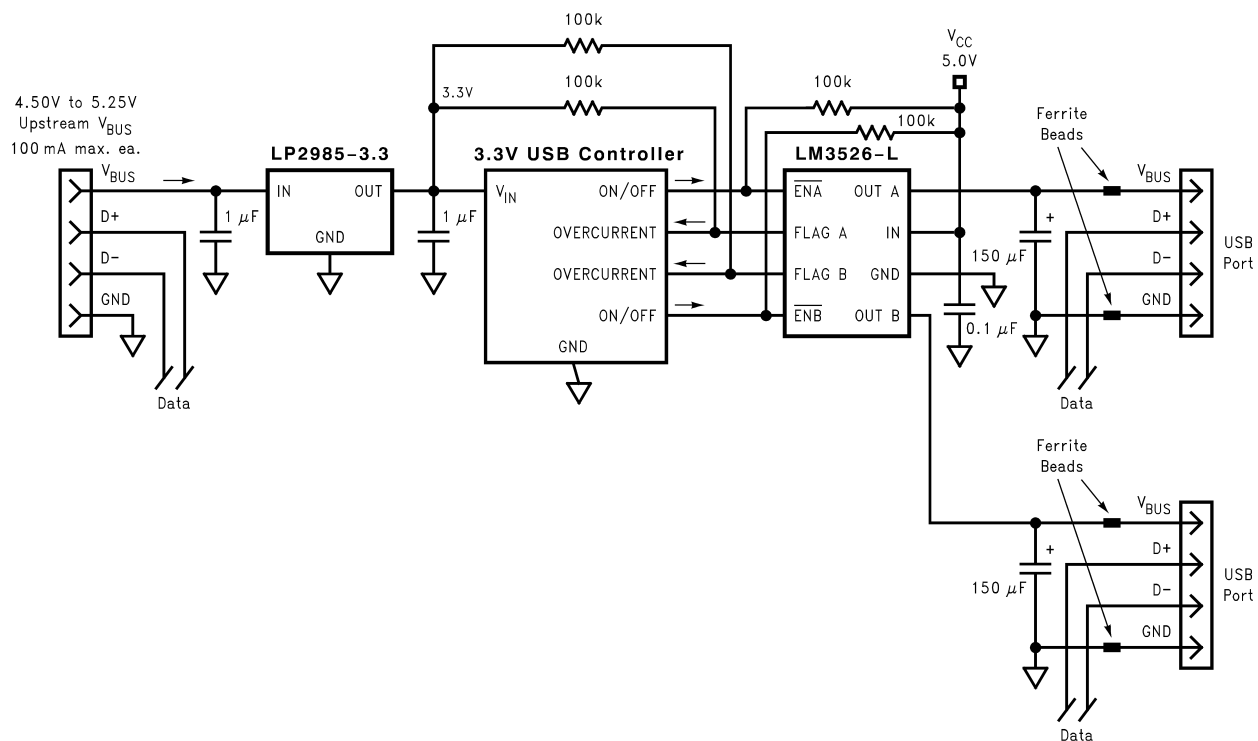 100k
100k
3.3V
V_CC
5.0V
100k
100k
4.50V to 5.25V
Upstream V_BUS
100 mA max. ea.
V_BUS
D+
D-
GND
Data
1 μF
LP2985-3.3
IN
OUT
GND
1 μF
3.3V USB Controller
V_IN
ON/OFF
OVERCURRENT
OVERCURRENT
ON/OFF
GND
LM3526-L
ENA
FLAG A
FLAG B
ENB
OUT A
IN
GND
OUT B
0.1 μF
Ferrite
Beads
150 μF
+
V_BUS
D+
D-
GND
USB
Port
Data
Ferrite
Beads
150 μF
+
V_BUS
D+
D-
GND
USB
Port
Data